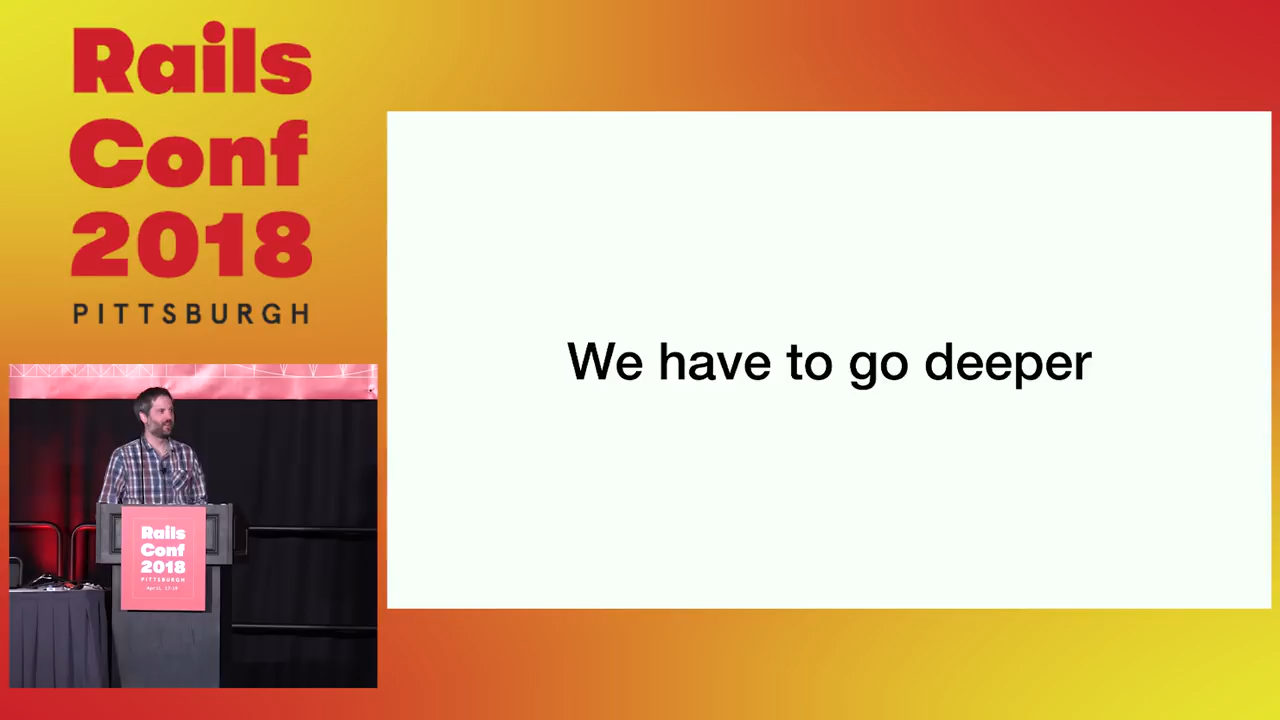 Rails
Conf
2018
PITTSBURGH
We have to go deeper
Rails
Conf
2018
PITTSBURGH